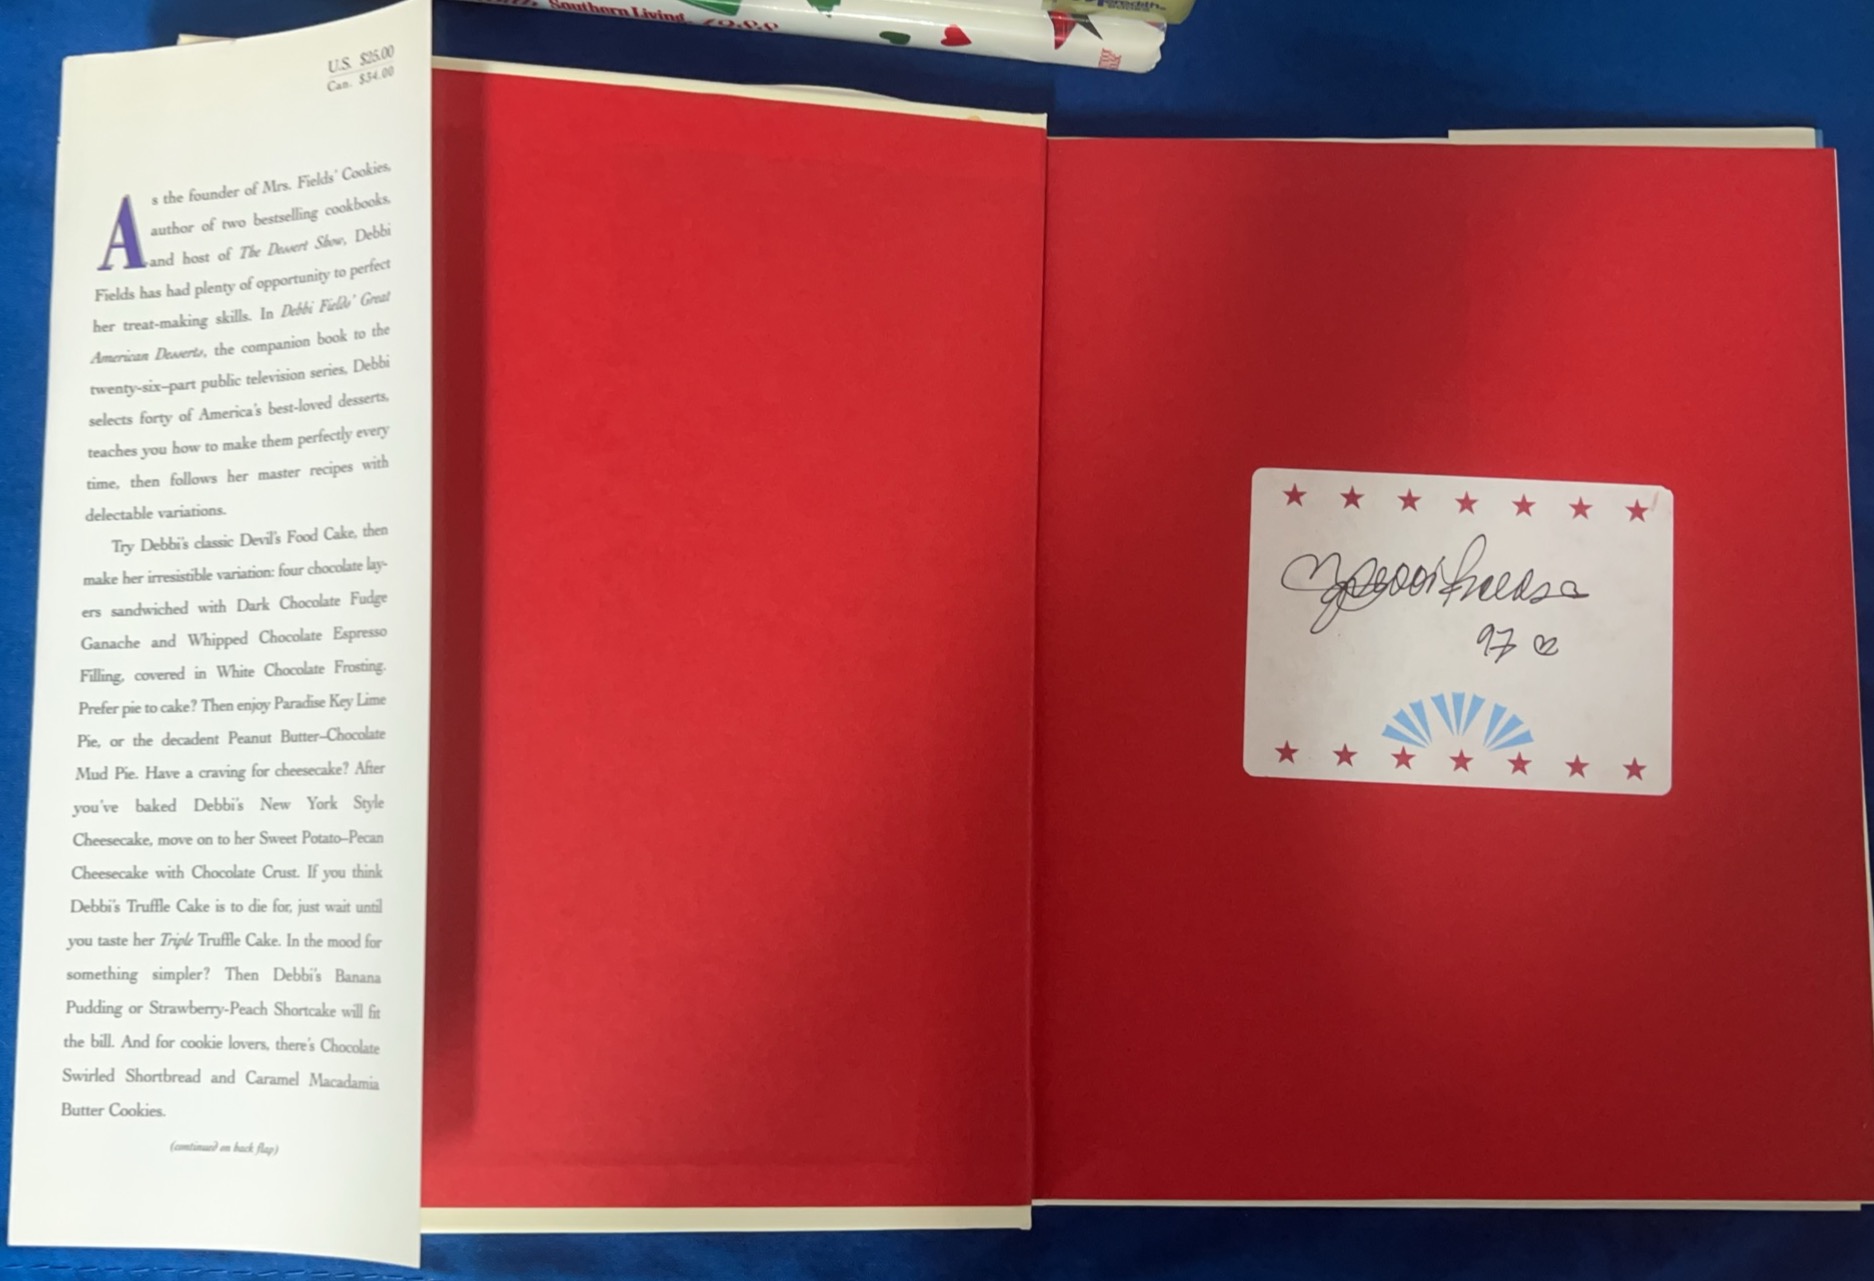 Southern Living
U.S. $25.00
Can. $34.00
As the founder of Mrs. Fields' Cookies,
author of two bestselling cookbooks,
and host of The Dessert Show, Debbi
Fields has had plenty of opportunity to perfect
her treat-making skills. In Debbi Fields' Great
American Desserts, the companion book to the
twenty-six–part public television series, Debbi
selects forty of America's best-loved desserts,
teaches you how to make them perfectly every
time, then follows her master recipes with
delectable variations.
Try Debbi's classic Devil's Food Cake, then
make her irresistible variation: four chocolate lay-
ers sandwiched with Dark Chocolate Fudge
Ganache and Whipped Chocolate Espresso
Filling, covered in White Chocolate Frosting.
Prefer pie to cake? Then enjoy Paradise Key Lime
Pie, or the decadent Peanut Butter–Chocolate
Mud Pie. Have a craving for cheesecake? After
you've baked Debbi's New York Style
Cheesecake, move on to her Sweet Potato–Pecan
Cheesecake with Chocolate Crust. If you think
Debbi's Truffle Cake is to die for, just wait until
you taste her Triple Truffle Cake. In the mood for
something simpler? Then Debbi's Banana
Pudding or Strawberry-Peach Shortcake will fit
the bill. And for cookie lovers, there's Chocolate
Swirled Shortbread and Caramel Macadamia
Butter Cookies.
(continued on back flap)
Debbi Fields
97